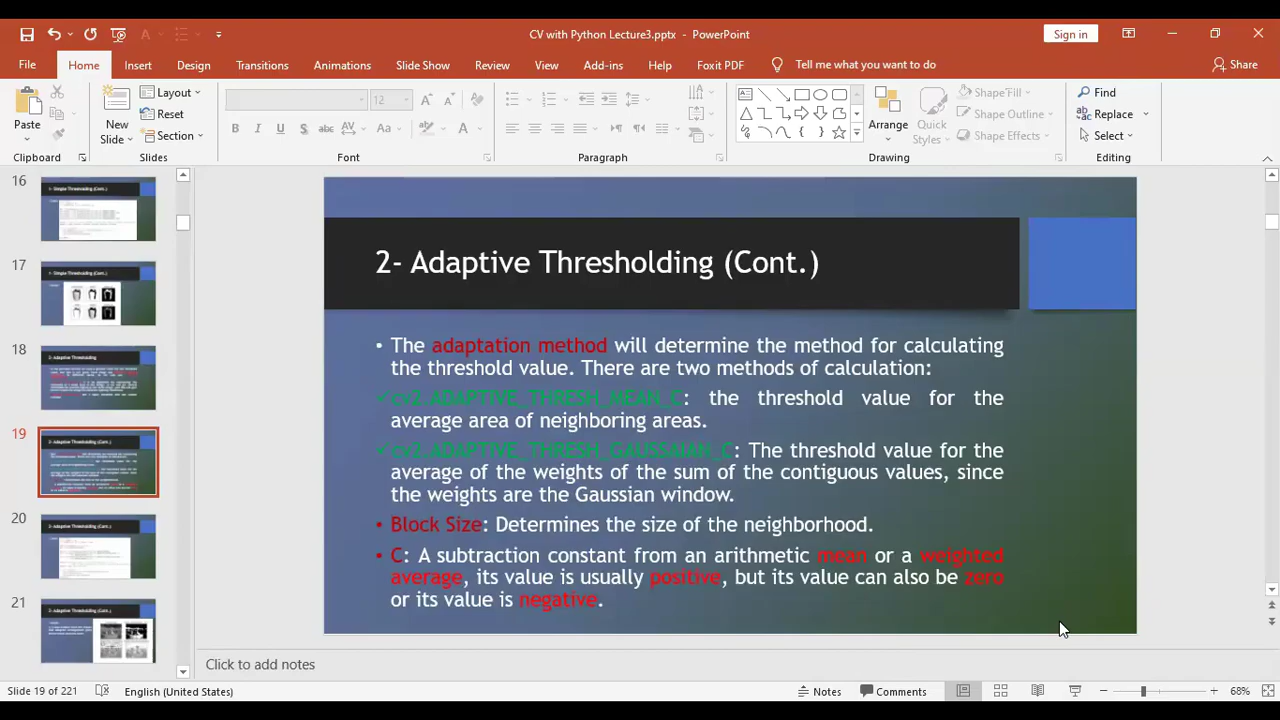 CV with Python Lecture3.pptx - PowerPoint
Sign in
File Home Insert Design Transitions Animations Slide Show Review View Add-ins Help Foxit PDF Tell me what you want to do Share
Paste
New Slide
Layout
Reset
Section
12
Arrange
Quick Styles
Shape Fill
Shape Outline
Shape Effects
Find
Replace
Select
Clipboard Slides Font Paragraph Drawing Editing
16
17
18
19
20
21
2- Adaptive Thresholding (Cont.)
• The adaptation method will determine the method for calculating
the threshold value. There are two methods of calculation:
✓cv2.ADAPTIVE_THRESH_MEAN_C: the threshold value for the
average area of neighboring areas.
✓cv2.ADAPTIVE_THRESH_GAUSSIAN_C: The threshold value for the
average of the weights of the sum of the contiguous values, since
the weights are the Gaussian window.
• Block Size: Determines the size of the neighborhood.
• C: A subtraction constant from an arithmetic mean or a weighted
average, its value is usually positive, but its value can also be zero
or its value is negative.
Click to add notes
Slide 19 of 221 English (United States) Notes Comments 68%